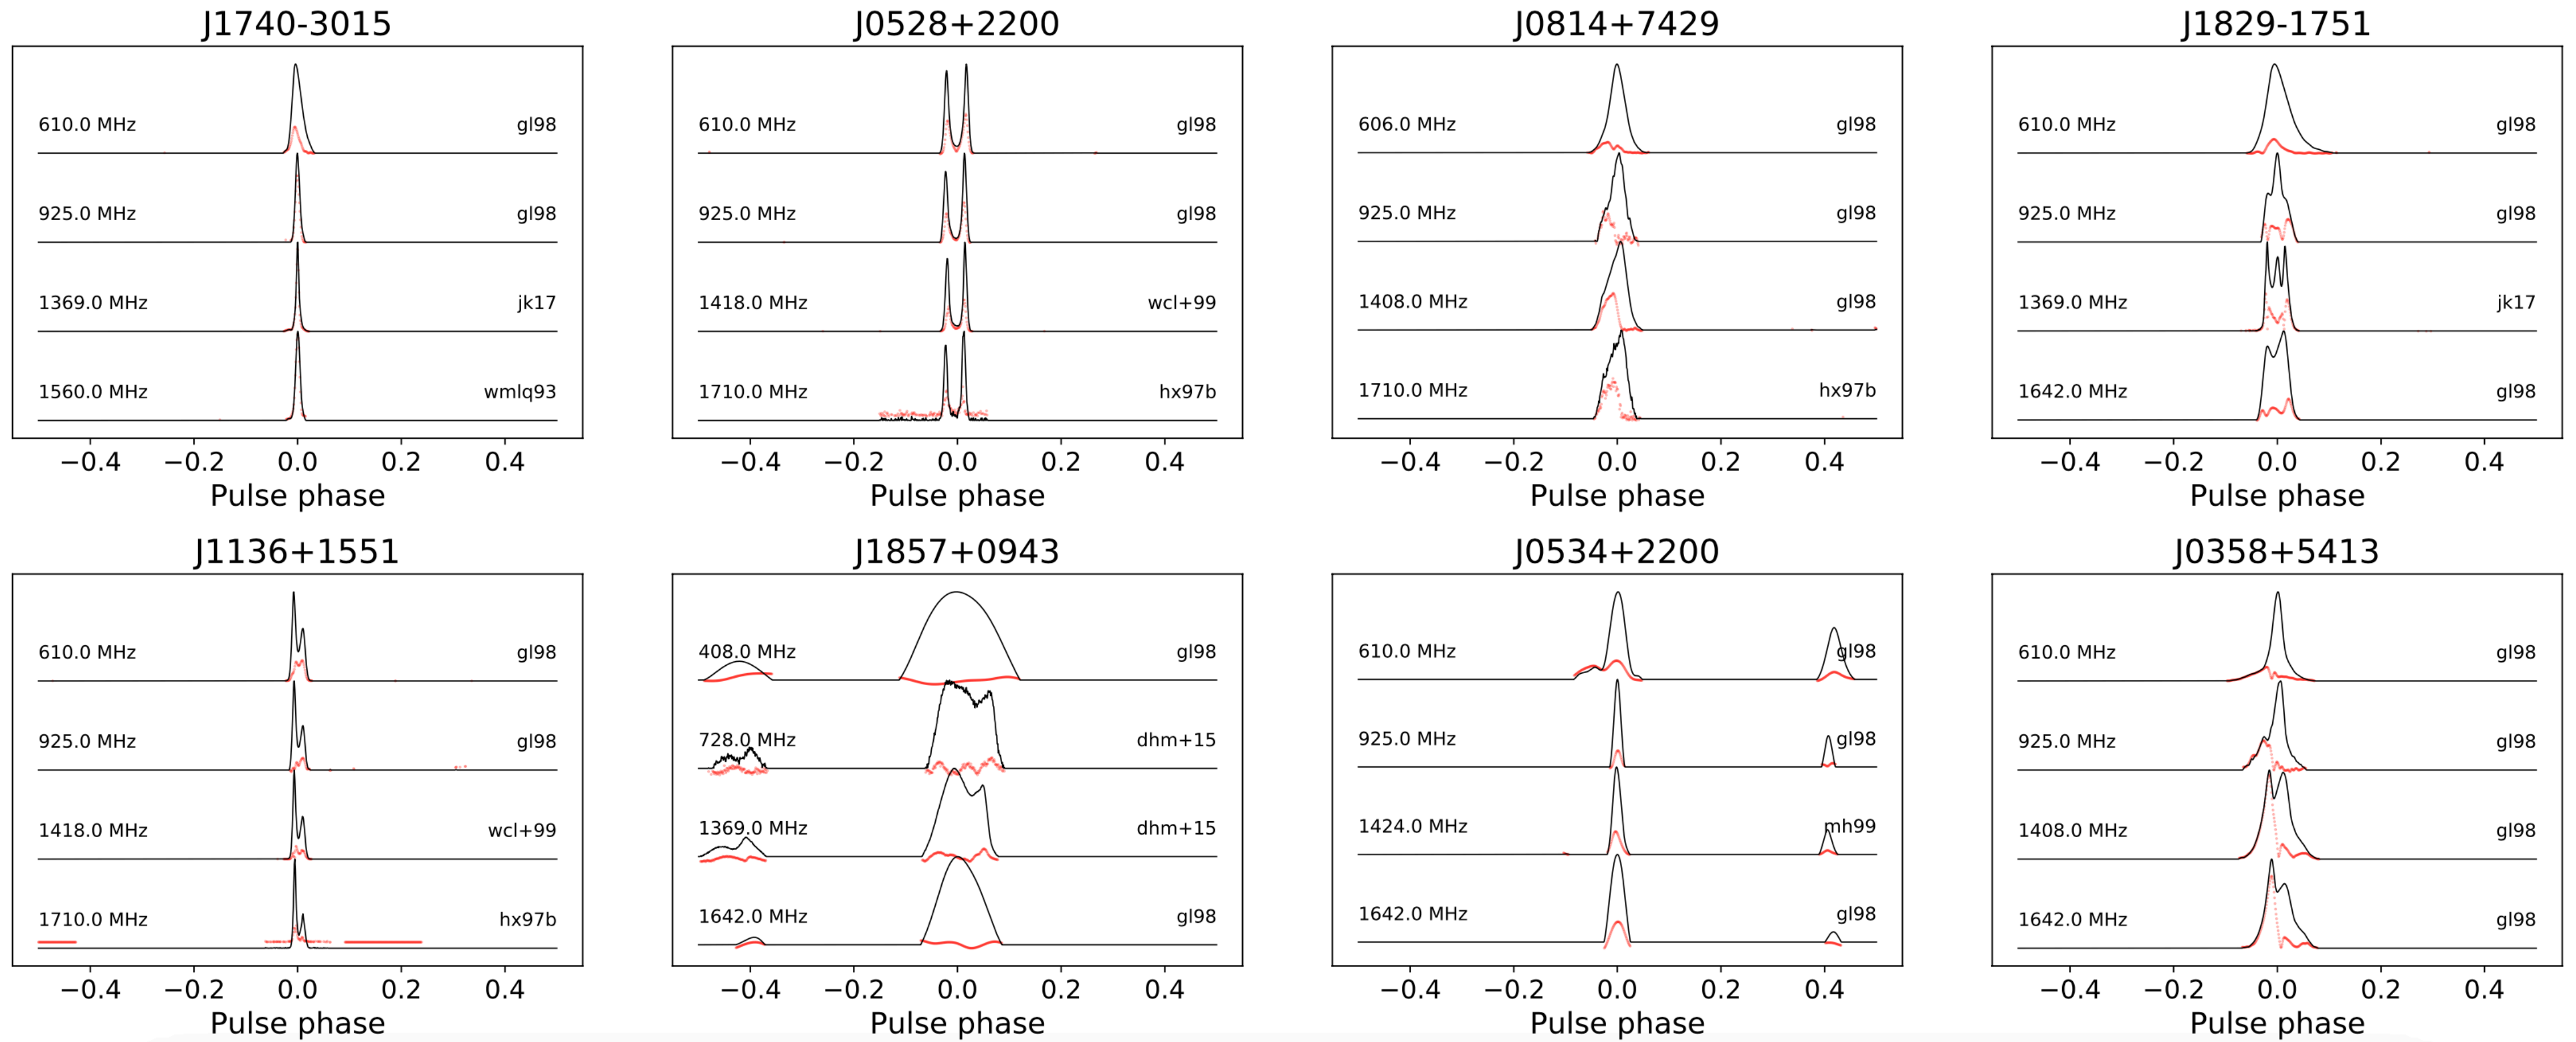 J1740-3015
610.0 MHz gl98
925.0 MHz gl98
1369.0 MHz jk17
1560.0 MHz wmlq93
−0.4 −0.2 0.0 0.2 0.4
Pulse phase
J0528+2200
610.0 MHz gl98
925.0 MHz gl98
1418.0 MHz wcl+99
1710.0 MHz hx97b
−0.4 −0.2 0.0 0.2 0.4
Pulse phase
J0814+7429
606.0 MHz gl98
925.0 MHz gl98
1408.0 MHz gl98
1710.0 MHz hx97b
−0.4 −0.2 0.0 0.2 0.4
Pulse phase
J1829-1751
610.0 MHz gl98
925.0 MHz gl98
1369.0 MHz jk17
1642.0 MHz gl98
−0.4 −0.2 0.0 0.2 0.4
Pulse phase
J1136+1551
610.0 MHz gl98
925.0 MHz gl98
1418.0 MHz wcl+99
1710.0 MHz hx97b
−0.4 −0.2 0.0 0.2 0.4
Pulse phase
J1857+0943
408.0 MHz gl98
728.0 MHz dhm+15
1369.0 MHz dhm+15
1642.0 MHz gl98
−0.4 −0.2 0.0 0.2 0.4
Pulse phase
J0534+2200
610.0 MHz gl98
925.0 MHz gl98
1424.0 MHz mh99
1642.0 MHz gl98
−0.4 −0.2 0.0 0.2 0.4
Pulse phase
J0358+5413
610.0 MHz gl98
925.0 MHz gl98
1408.0 MHz gl98
1642.0 MHz gl98
−0.4 −0.2 0.0 0.2 0.4
Pulse phase